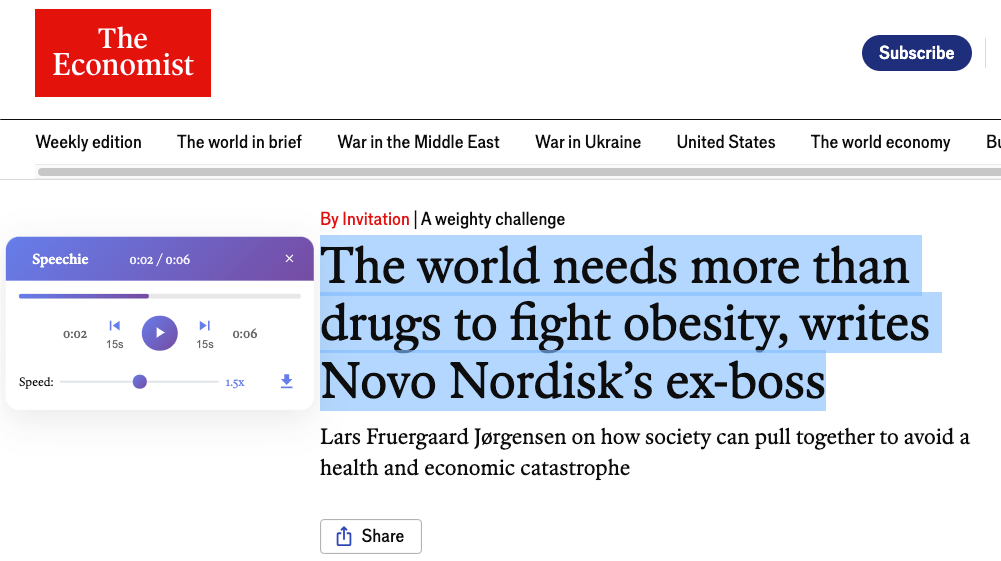 The
Economist
Subscribe
Weekly edition The world in brief War in the Middle East War in Ukraine United States The world economy Bu
By Invitation | A weighty challenge
The world needs more than
drugs to fight obesity, writes
Novo Nordisk’s ex-boss
Lars Fruergaard Jørgensen on how society can pull together to avoid a
health and economic catastrophe
Share
Speechie 0:02 / 0:06 ×
0:02 15s 15s 0:06
Speed: 1.5x